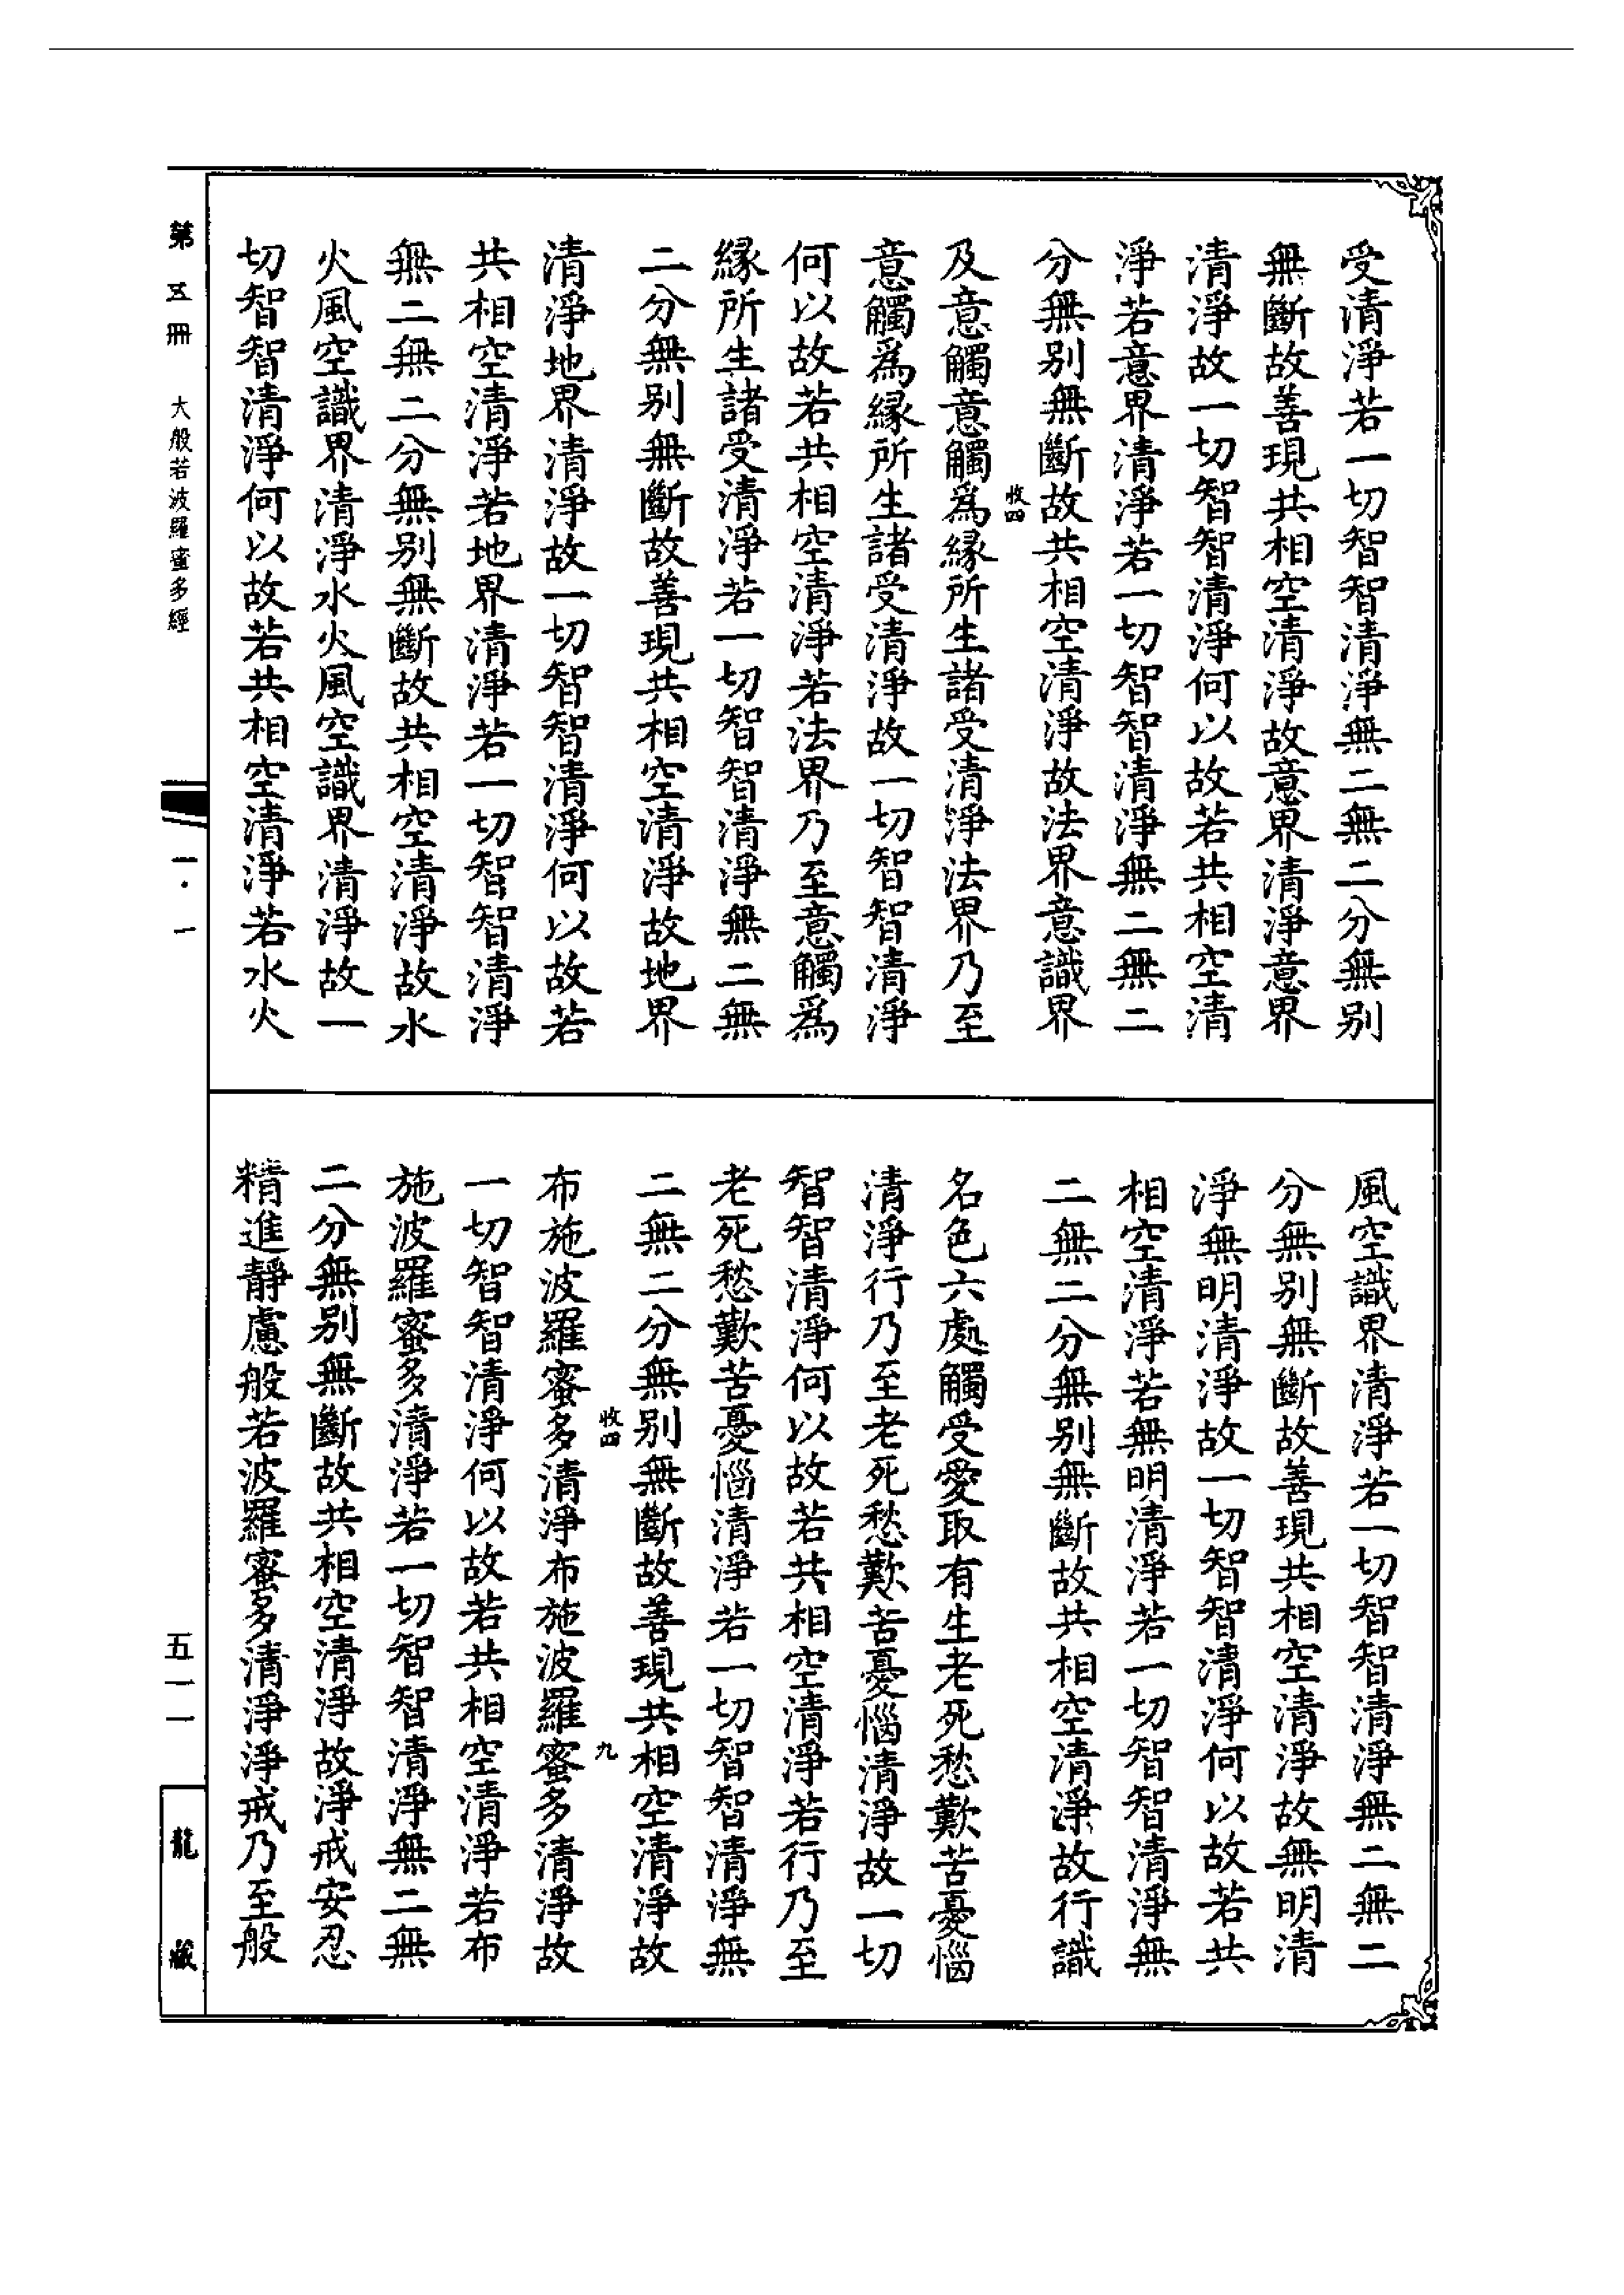 受清淨若一切智智清淨無二無二分無别
無斷故善現共相空清淨故意界清淨意界
清淨故一切智智清淨何以故若共相空清
淨若意界清淨若一切智智清淨無二無二
分無别無斷故共相空清淨故法界意識界
收四
及意觸意觸爲緣所生諸受清淨法界乃至
意觸爲緣所生諸受清淨故一切智智清淨
何以故若共相空清淨若法界乃至意觸爲
緣所生諸受清淨若一切智智清淨無二無
二分無别無斷故善現共相空清淨故地界
清淨地界清淨故一切智智清淨何以故若
共相空清淨若地界清淨若一切智智清淨
無二無二分無别無斷故共相空清淨故水
火風空識界清淨水火風空識界清淨故一
切智智清淨何以故若共相空清淨若水火
風空識界清淨若一切智智清淨無二無二
分無别無斷故善現共相空清淨故無明清
淨無明清淨故一切智智清淨何以故若共
相空清淨若無明清淨若一切智智清淨無
二無二分無别無斷故共相空清淨故行識
名色六處觸受愛取有生老死愁歎苦憂惱
清淨行乃至老死愁歎苦憂惱清淨故一切
智智清淨何以故若共相空清淨若行乃至
老死愁歎苦憂惱清淨若一切智智清淨無
二無二分無别無斷故善現共相空清淨故
收四 九
布施波羅蜜多清淨布施波羅蜜多清淨故
一切智智清淨何以故若共相空清淨若布
施波羅蜜多清淨若一切智智清淨無二無
二分無别無斷故共相空清淨故淨戒安忍
精進靜慮般若波羅蜜多清淨淨戒乃至般
第五冊 大般若波羅蜜多經 一·一 五一一 龍藏